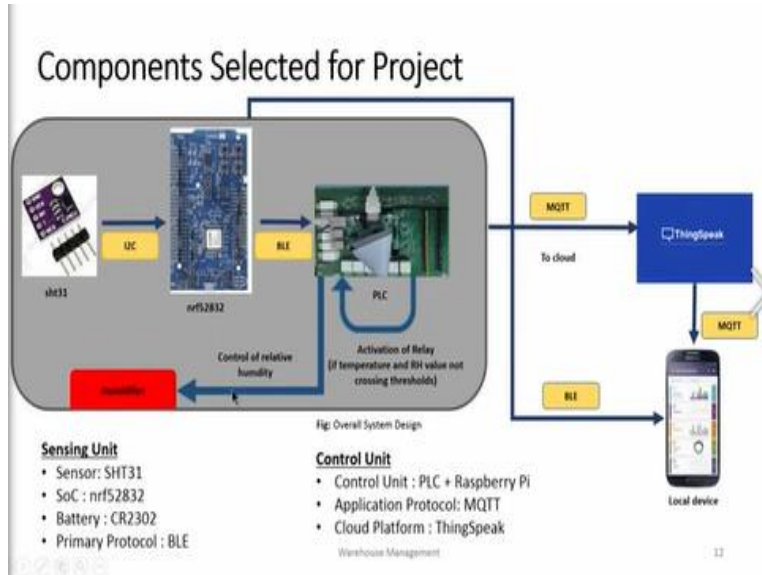 Components Selected for Project
MQTT
ThingSpeak
I2C
BLE
To cloud
sht31
nrf52832
PLC
MQTT
Control of relative
humdity
Activation of Relay
(if temperature and RH value not
crossing thresholds)
BLE
Fig: Overall System Design
Local device
Sensing Unit
• Sensor: SHT31
• SoC : nrf52832
• Battery : CR2302
• Primary Protocol : BLE
Control Unit
• Control Unit : PLC + Raspberry Pi
• Application Protocol: MQTT
• Cloud Platform : ThingSpeak
Warehouse Management
12